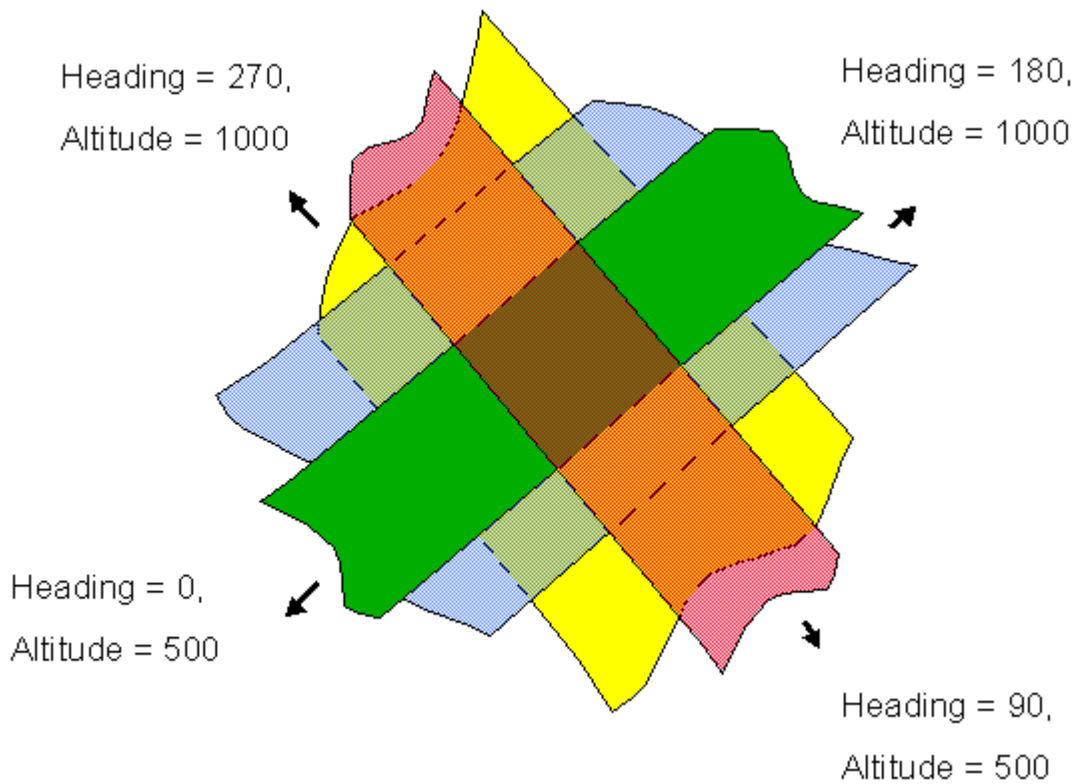 Heading = 270,
Altitude = 1000
Heading = 180,
Altitude = 1000
Heading = 0,
Altitude = 500
Heading = 90,
Altitude = 500